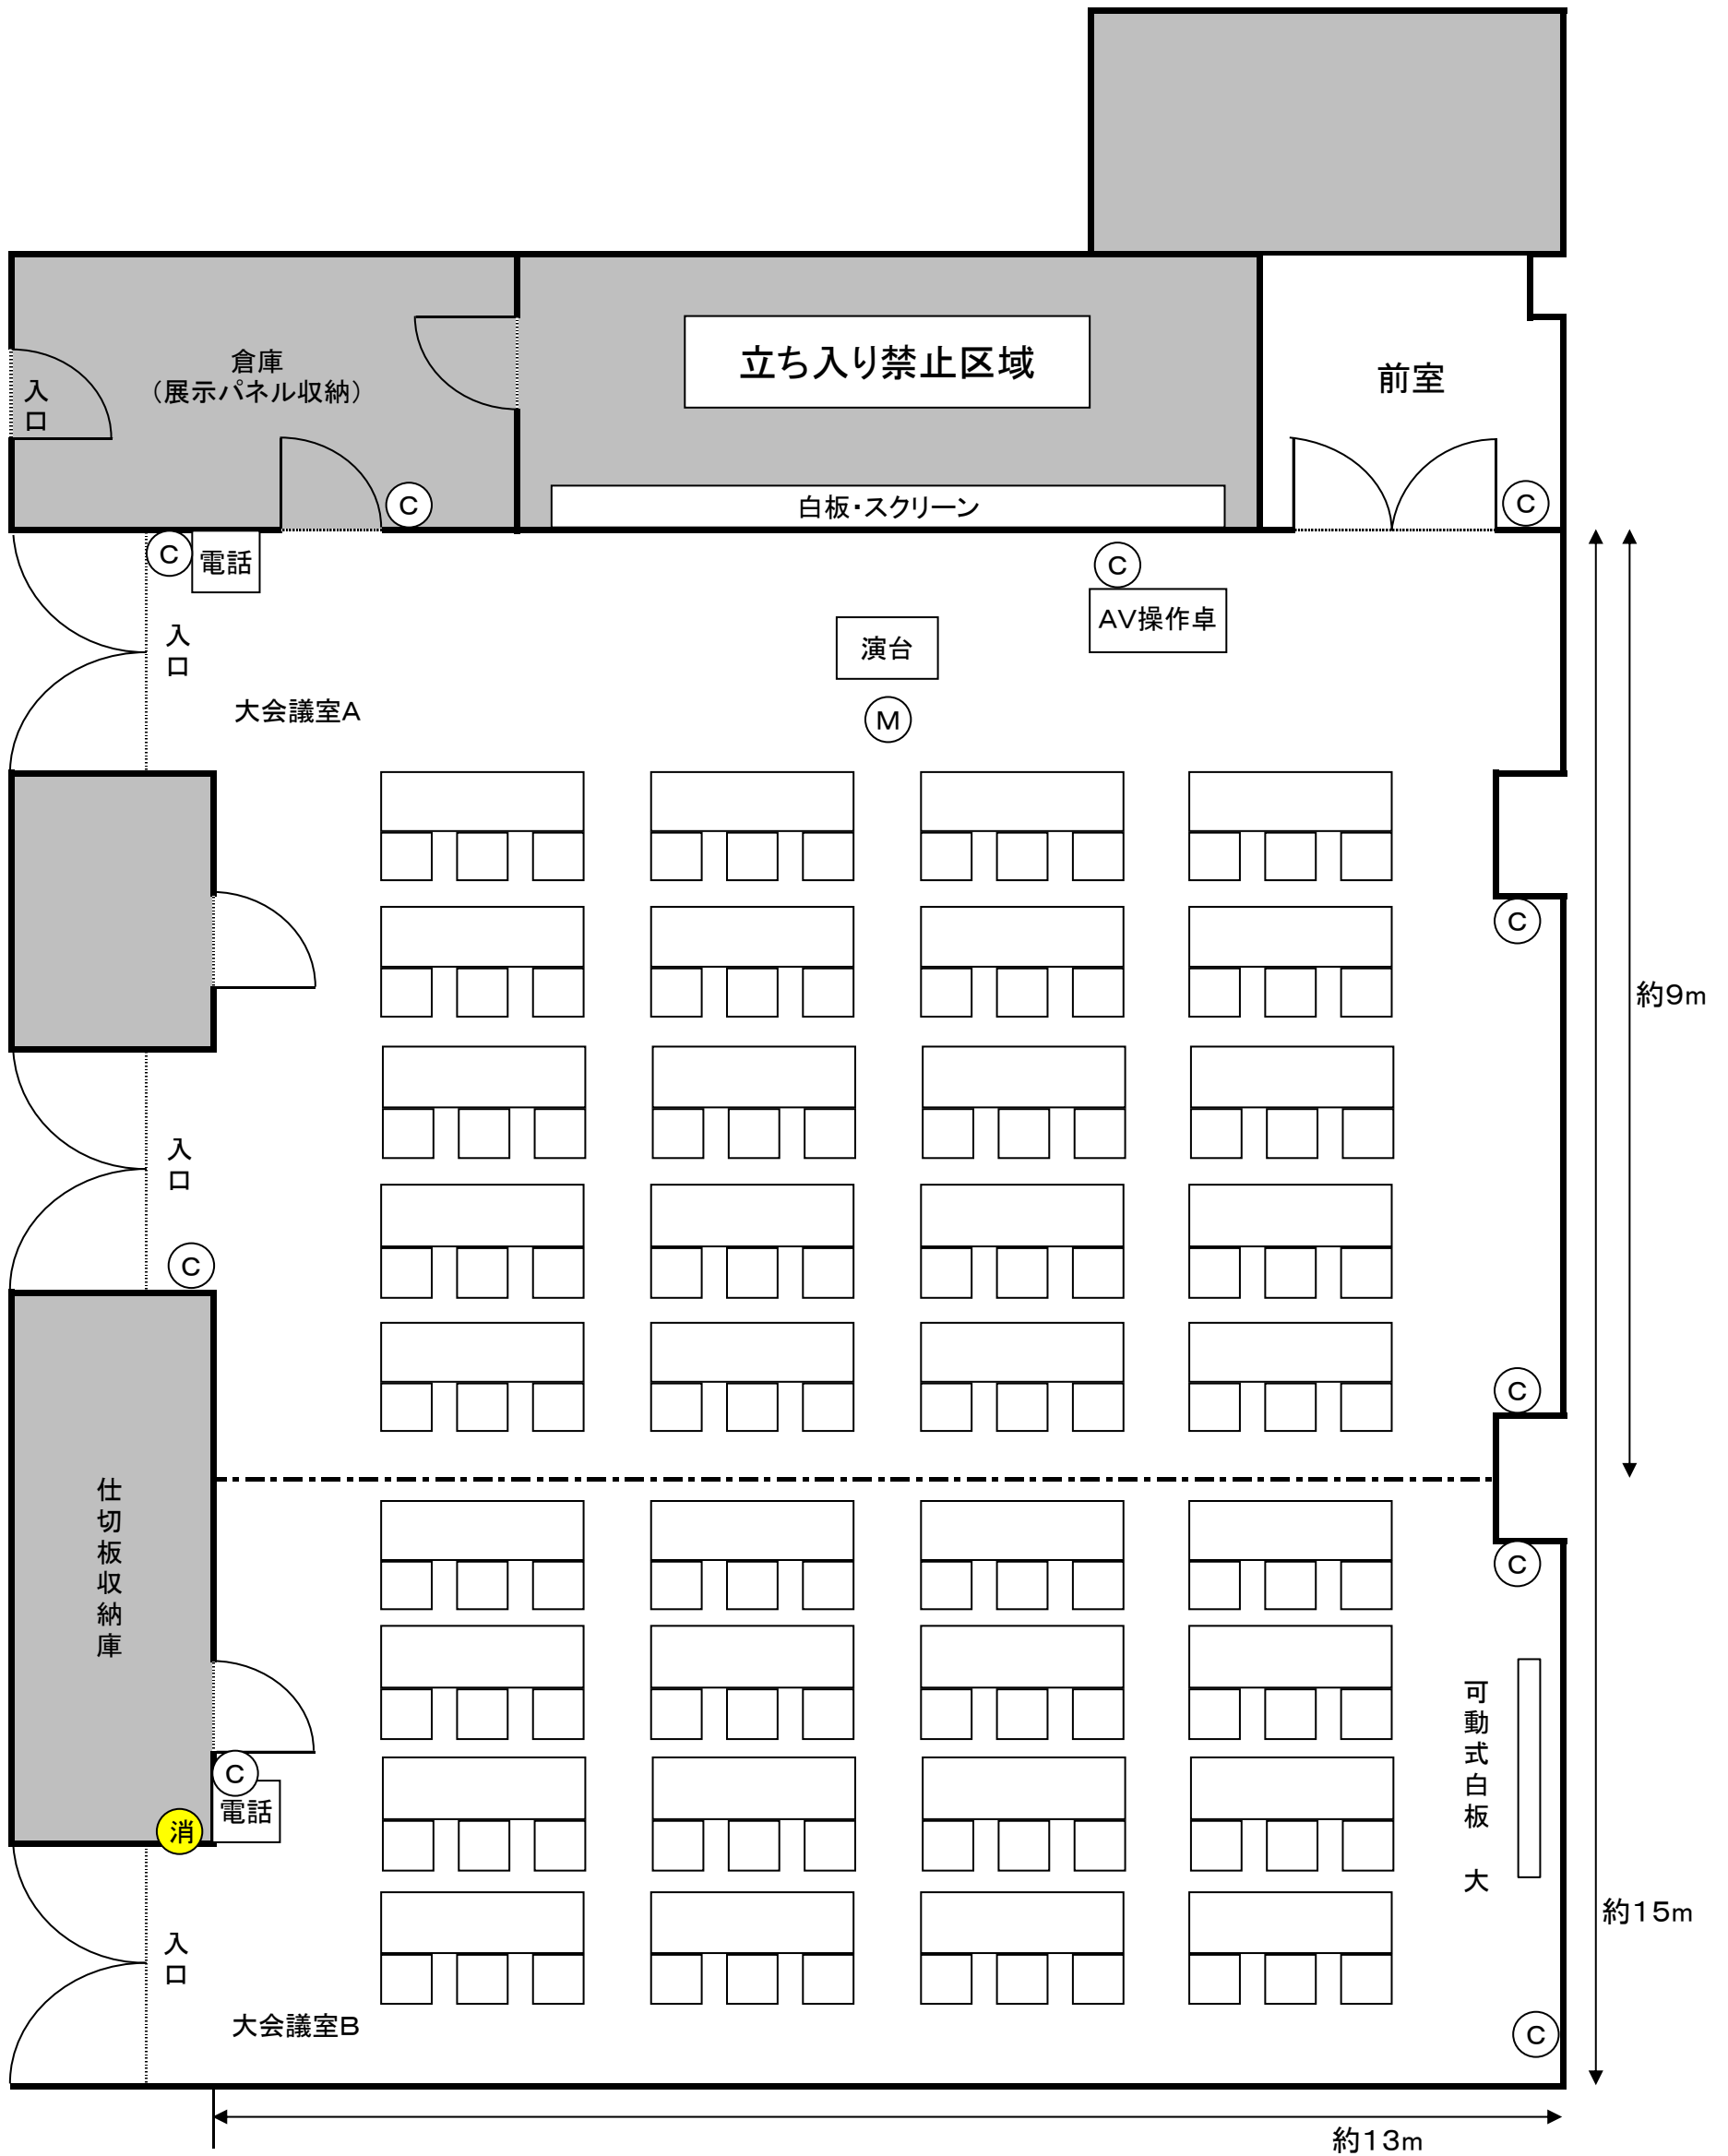 立ち入り禁止区域
倉庫
（展示パネル収納）
前室
入口
白板・スクリーン
C
C
C
電話
C
AV操作卓
演台
入口
大会議室A
M
C
約9m
入口
C
C
仕切板収納庫
C
可動式白板　大
C
電話
消
約15m
入口
大会議室B
C
約13m